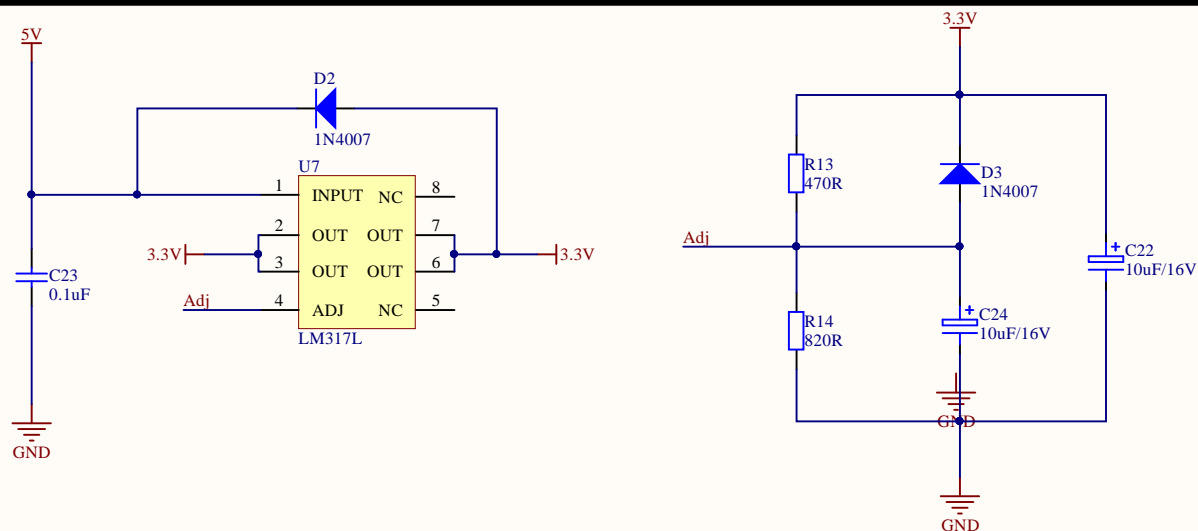 5V
D2
1N4007
U7
1 INPUT NC 8
2 OUT OUT 7
3.3V 3.3V
3 OUT OUT 6
Adj 4 ADJ NC 5
LM317L
C23
0.1uF
GND
3.3V
R13
470R
D3
1N4007
Adj
+ C22
10uF/16V
R14
820R
+ C24
10uF/16V
GND
GND